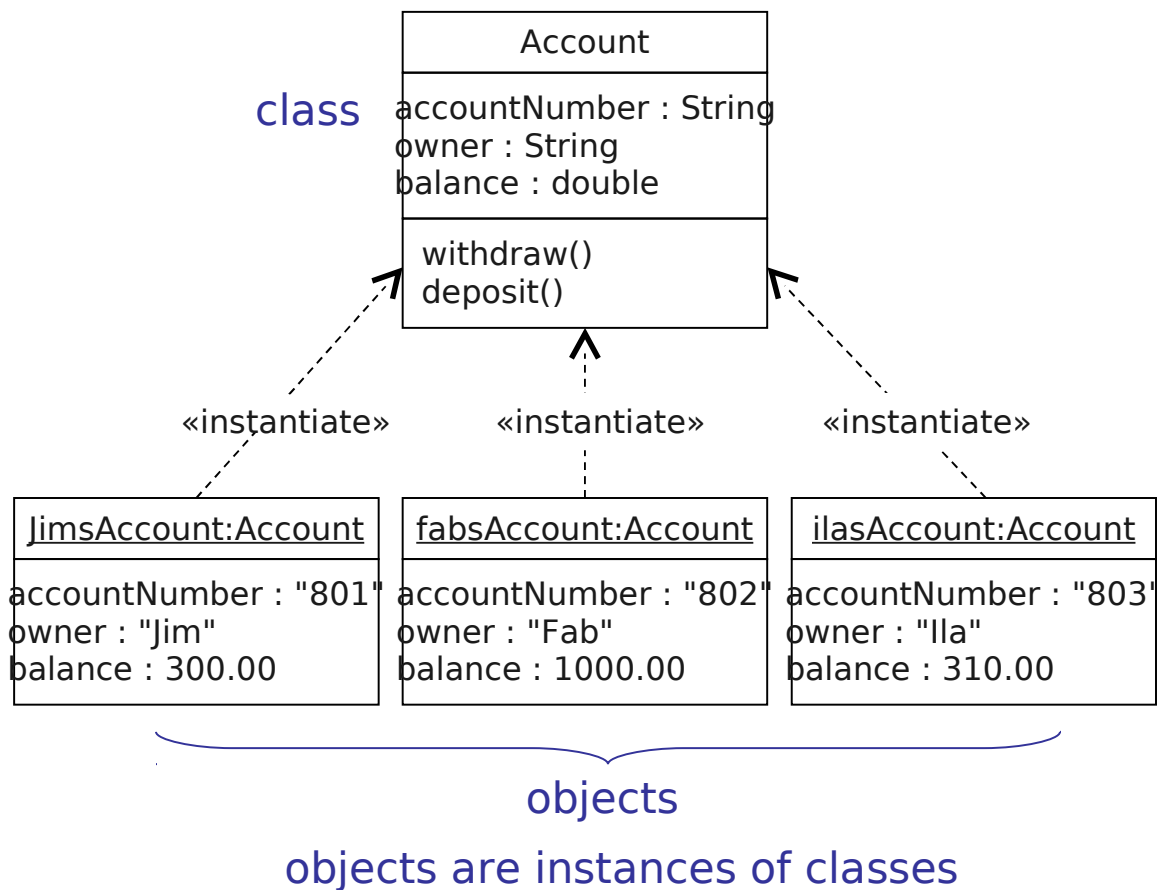 Account
class
accountNumber : String
owner : String
balance : double
withdraw()
deposit()
«instantiate»
«instantiate»
«instantiate»
JimsAccount:Account
accountNumber : "801"
owner : "Jim"
balance : 300.00
fabsAccount:Account
accountNumber : "802"
owner : "Fab"
balance : 1000.00
ilasAccount:Account
accountNumber : "803"
owner : "Ila"
balance : 310.00
objects
objects are instances of classes